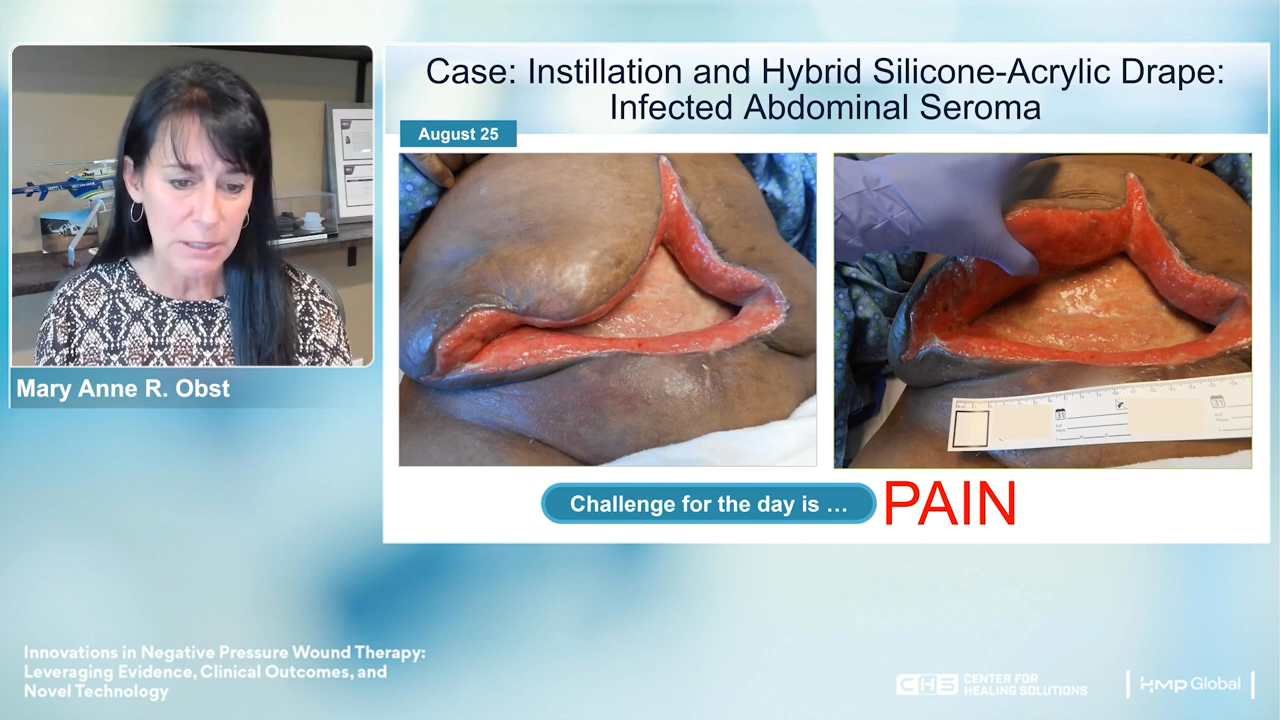 Case: Instillation and Hybrid Silicone-Acrylic Drape:
Infected Abdominal Seroma
August 25
Mary Anne R. Obst
Challenge for the day is …
PAIN
Innovations in Negative Pressure Wound Therapy:
Leveraging Evidence, Clinical Outcomes, and
Novel Technology
CHS
CENTER FOR
HEALING SOLUTIONS
HMP Global